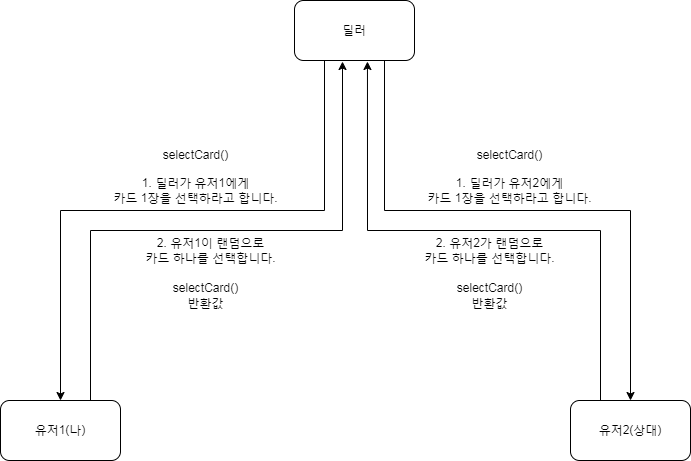 딜러
selectCard()
1. 딜러가 유저1에게
카드 1장을 선택하라고 합니다.
2. 유저1이 랜덤으로
카드 하나를 선택합니다.
selectCard()
반환값
selectCard()
1. 딜러가 유저2에게
카드 1장을 선택하라고 합니다.
2. 유저2가 랜덤으로
카드 하나를 선택합니다.
selectCard()
반환값
유저1(나)
유저2(상대)